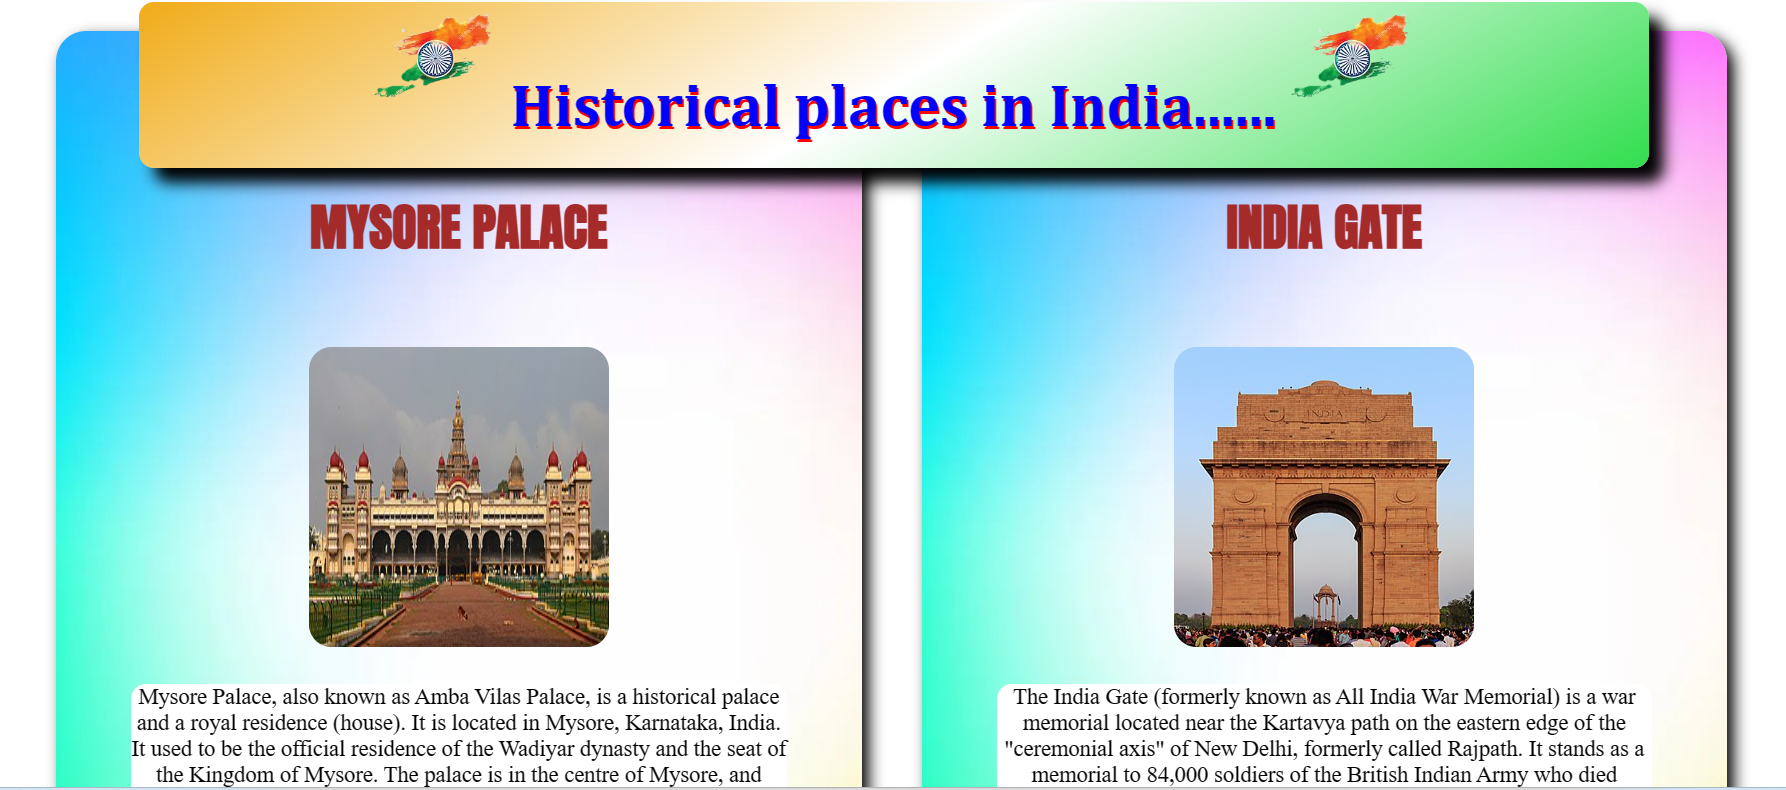 Historical places in India......
MYSORE PALACE
INDIA GATE
INDIA
Mysore Palace, also known as Amba Vilas Palace, is a historical palace
and a royal residence (house). It is located in Mysore, Karnataka, India.
It used to be the official residence of the Wadiyar dynasty and the seat of
the Kingdom of Mysore. The palace is in the centre of Mysore, and
The India Gate (formerly known as All India War Memorial) is a war
memorial located near the Kartavya path on the eastern edge of the
"ceremonial axis" of New Delhi, formerly called Rajpath. It stands as a
memorial to 84,000 soldiers of the British Indian Army who died